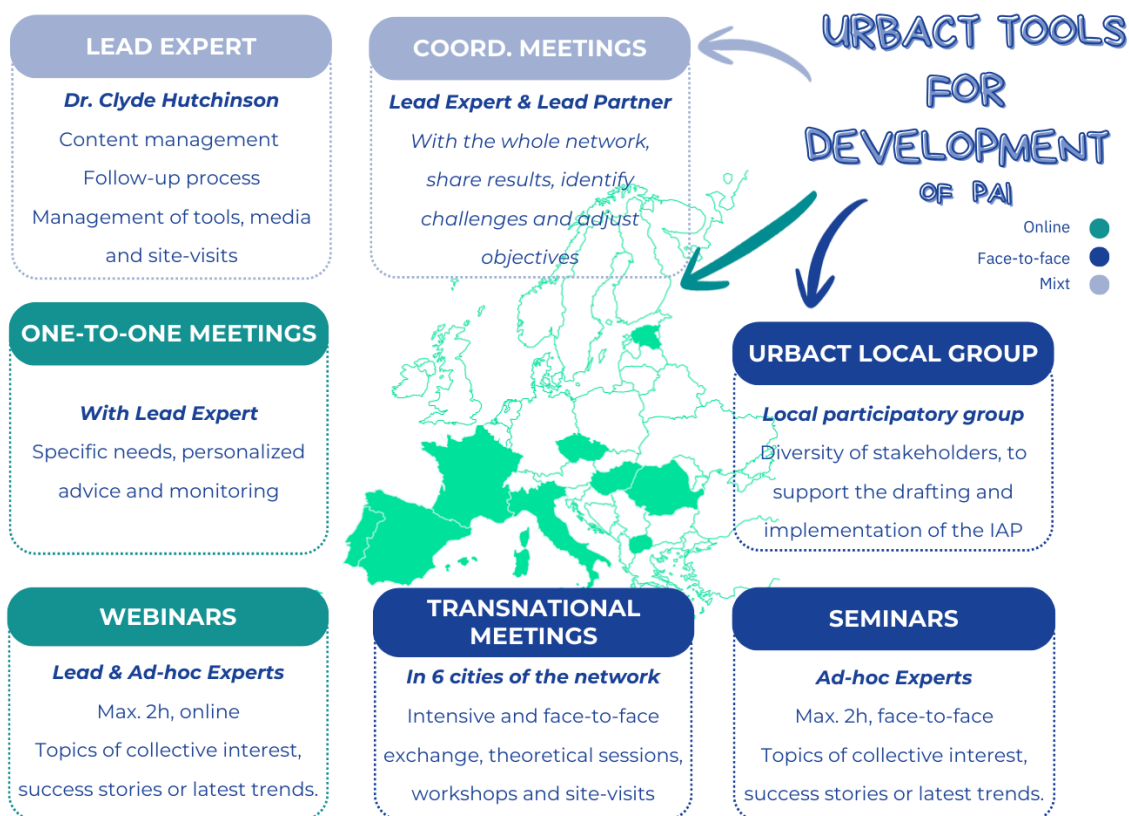 URBACT TOOLS
FOR
DEVELOPMENT
OF PAI
Online
Face-to-face
Mixt
LEAD EXPERT
Dr. Clyde Hutchinson
Content management
Follow-up process
Management of tools, media
and site-visits
COORD. MEETINGS
Lead Expert & Lead Partner
With the whole network,
share results, identify
challenges and adjust
objectives
ONE-TO-ONE MEETINGS
With Lead Expert
Specific needs, personalized
advice and monitoring
URBACT LOCAL GROUP
Local participatory group
Diversity of stakeholders, to
support the drafting and
implementation of the IAP
WEBINARS
Lead & Ad-hoc Experts
Max. 2h, online
Topics of collective interest,
success stories or latest trends.
TRANSNATIONAL
MEETINGS
In 6 cities of the network
Intensive and face-to-face
exchange, theoretical sessions,
workshops and site-visits
SEMINARS
Ad-hoc Experts
Max. 2h, face-to-face
Topics of collective interest,
success stories or latest trends.